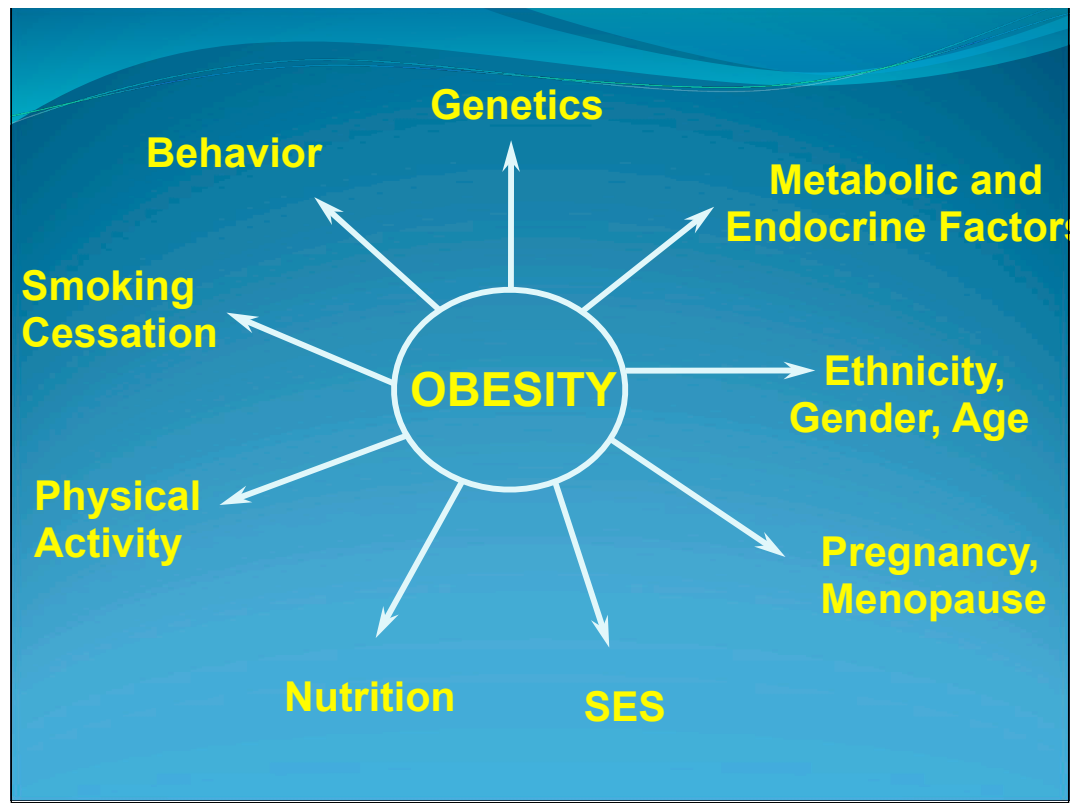 Genetics
Behavior
Metabolic and
Endocrine Factors
Smoking
Cessation
OBESITY
Ethnicity,
Gender, Age
Physical
Activity
Pregnancy,
Menopause
Nutrition
SES